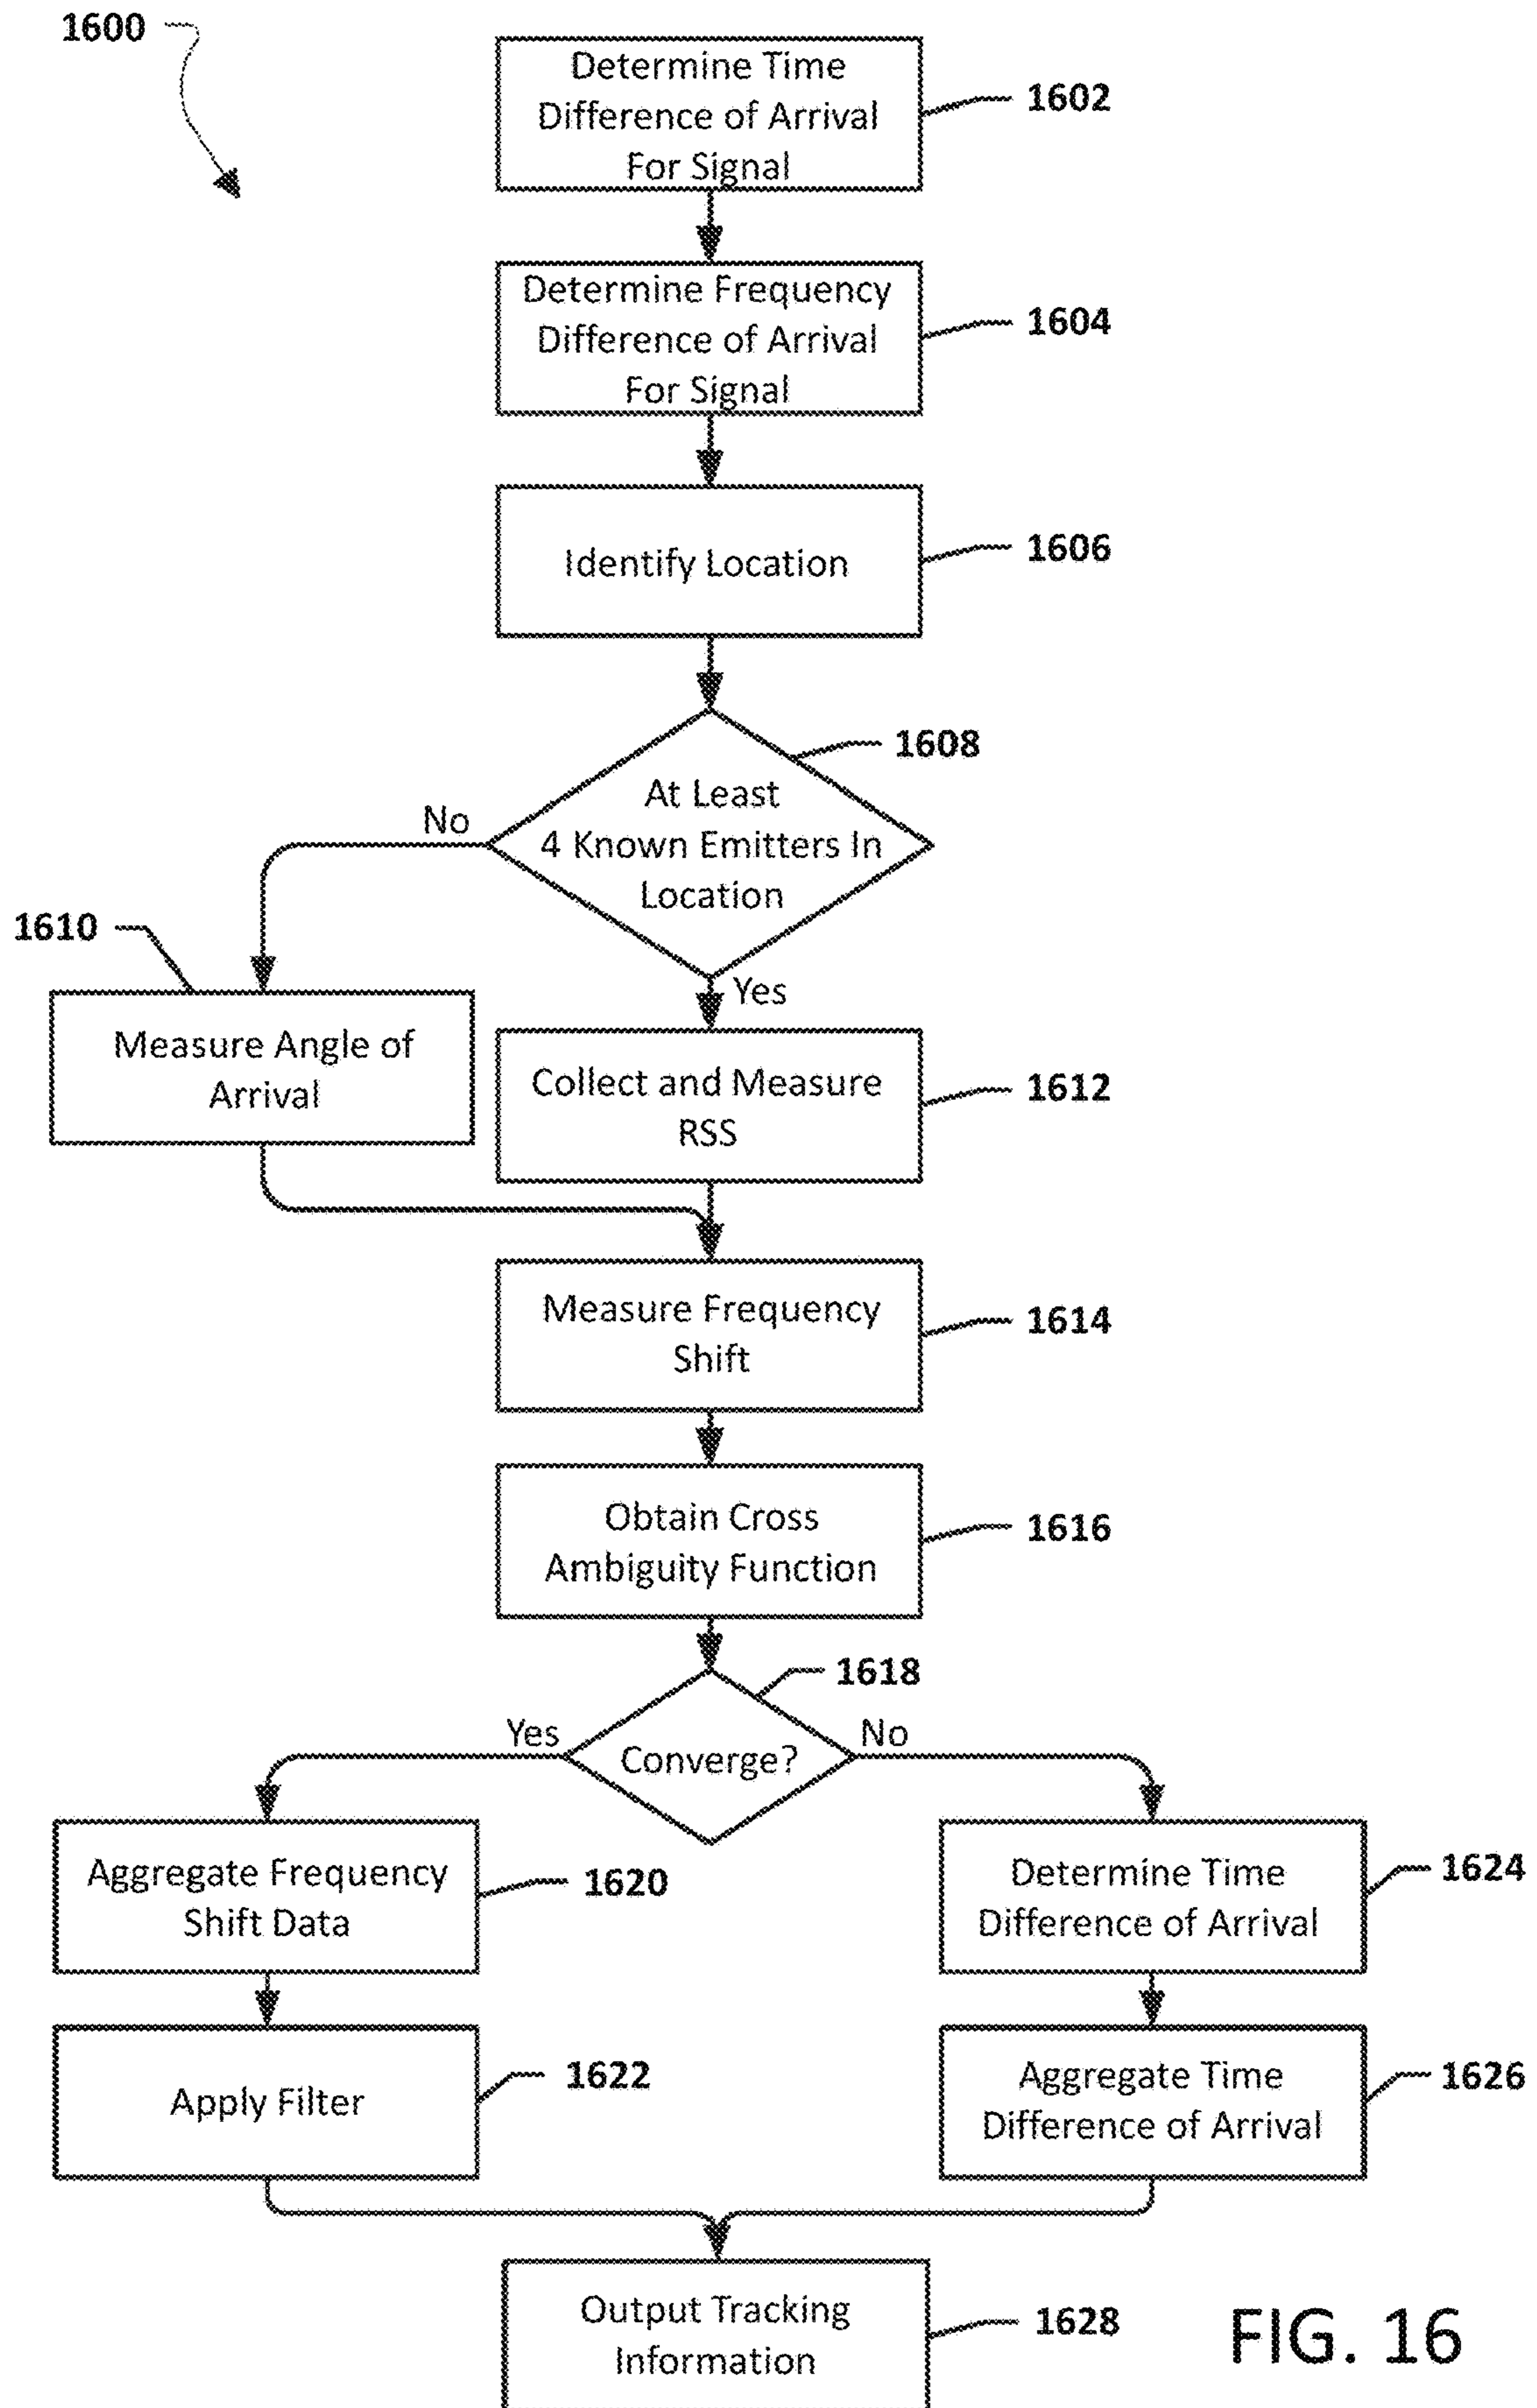 1600
Determine Time
Difference of Arrival
For Signal
1602
Determine Frequency
Difference of Arrival
For Signal
1604
Identify Location
1606
1608
At Least
4 Known Emitters In
Location
No
Yes
1610
Measure Angle of
Arrival
Collect and Measure
RSS
1612
Measure Frequency
Shift
1614
Obtain Cross
Ambiguity Function
1616
1618
Converge?
Yes
No
Aggregate Frequency
Shift Data
1620
Determine Time
Difference of Arrival
1624
Apply Filter
1622
Aggregate Time
Difference of Arrival
1626
Output Tracking
Information
1628
FIG. 16